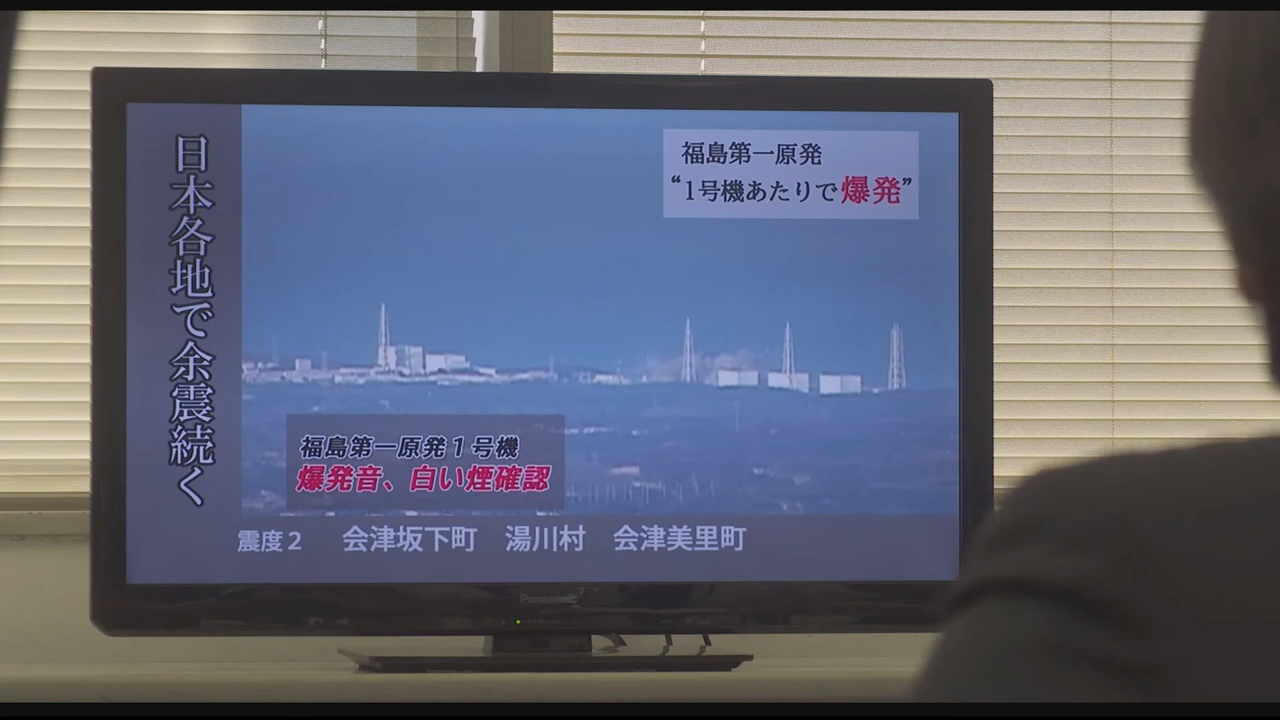 日本各地で余震続く
福島第一原発
“1号機あたりで爆発”
福島第一原発1号機
爆発音、白い煙確認
震度2 会津坂下町 湯川村 会津美里町
Panasonic